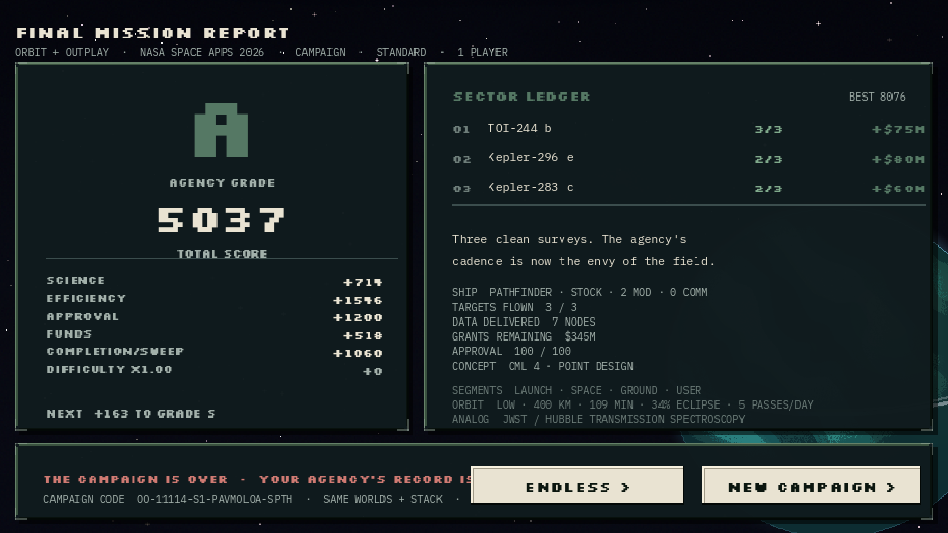 FINAL MISSION REPORT
ORBIT + OUTPLAY · NASA SPACE APPS 2026 · CAMPAIGN · STANDARD · 1 PLAYER
A
AGENCY GRADE
5037
TOTAL SCORE
SCIENCE +714
EFFICIENCY +1546
APPROVAL +1200
FUNDS +518
COMPLETION/SWEEP +1060
DIFFICULTY X1.00 +0
NEXT +163 TO GRADE S
SECTOR LEDGER BEST 8076
01 TOI-244 b 3/3 +$75M
02 Kepler-296 e 2/3 +$80M
03 Kepler-283 c 2/3 +$60M
Three clean surveys. The agency's
cadence is now the envy of the field.
SHIP PATHFINDER · STOCK · 2 MOD · 0 COMM
TARGETS FLOWN 3 / 3
DATA DELIVERED 7 NODES
GRANTS REMAINING $345M
APPROVAL 100 / 100
CONCEPT CML 4 - POINT DESIGN
SEGMENTS LAUNCH · SPACE · GROUND · USER
ORBIT LOW · 400 KM · 109 MIN · 34% ECLIPSE · 5 PASSES/DAY
ANALOG JWST / HUBBLE TRANSMISSION SPECTROSCOPY
THE CAMPAIGN IS OVER - YOUR AGENCY'S RECORD IS
CAMPAIGN CODE OO-11114-S1-PAVMOLQA-SPTH · SAME WORLDS + STACK ·
ENDLESS >
NEW CAMPAIGN >